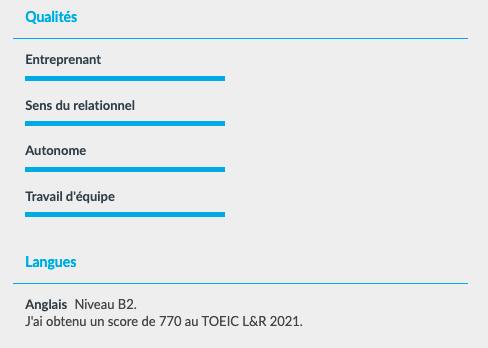 Qualités
Entreprenant
Sens du relationnel
Autonome
Travail d'équipe
Langues
Anglais Niveau B2.
J'ai obtenu un score de 770 au TOEIC L&R 2021.